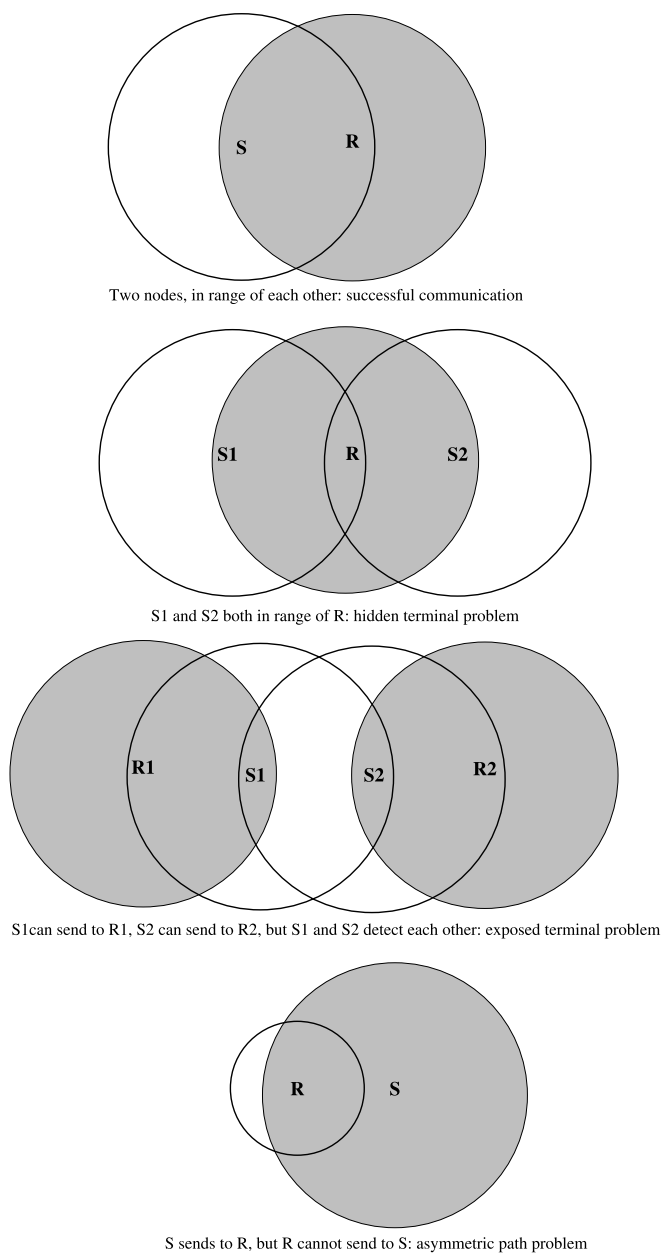 S R
Two nodes, in range of each other: successful communication
S1 R S2
S1 and S2 both in range of R: hidden terminal problem
R1 S1 S2 R2
S1can send to R1, S2 can send to R2, but S1 and S2 detect each other: exposed terminal problem
R S
S sends to R, but R cannot send to S: asymmetric path problem